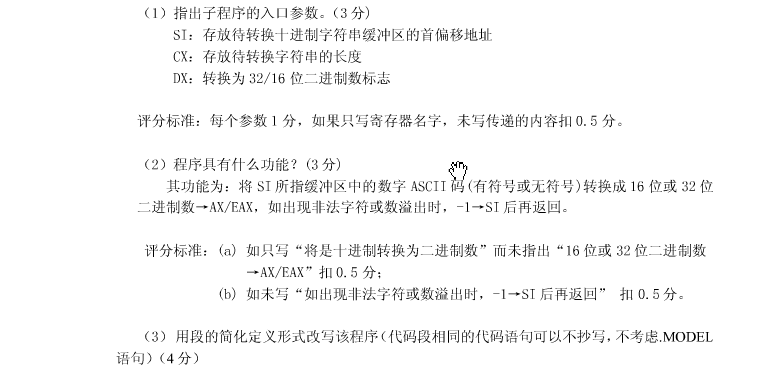 （1）指出子程序的入口参数。（3分）
SI：存放待转换十进制字符串缓冲区的首偏移地址
CX：存放待转换字符串的长度
DX：转换为32/16位二进制数标志
评分标准：每个参数1分，如果只写寄存器名字，未写传递的内容扣0.5分。
（2）程序具有什么功能？（3分）
其功能为：将SI所指缓冲区中的数字ASCII码(有符号或无符号)转换成16位或32位
二进制数→AX/EAX，如出现非法字符或数溢出时，-1→SI后再返回。
评分标准：(a) 如只写“将是十进制转换为二进制数”而未指出“16位或32位二进制数
→AX/EAX”扣0.5分；
(b) 如未写“如出现非法字符或数溢出时，-1→SI后再返回” 扣0.5分。
（3）用段的简化定义形式改写该程序（代码段相同的代码语句可以不抄写，不考虑.MODEL
语句）（4分）